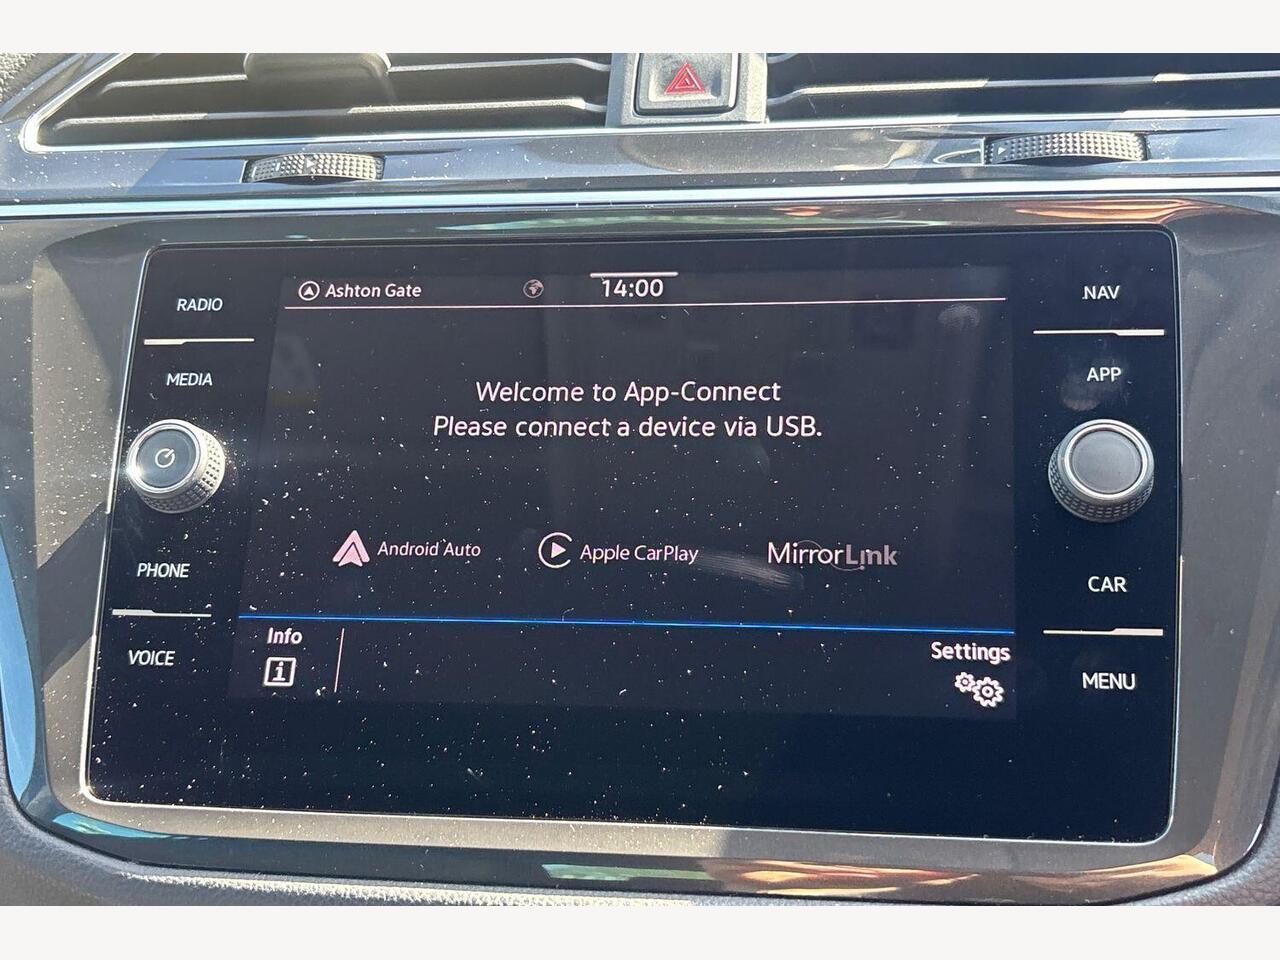 Ashton Gate 14:00
RADIO
MEDIA
PHONE
VOICE
Welcome to App-Connect
Please connect a device via USB.
Android Auto Apple CarPlay MirrorLink
Info
Settings
NAV
APP
CAR
MENU